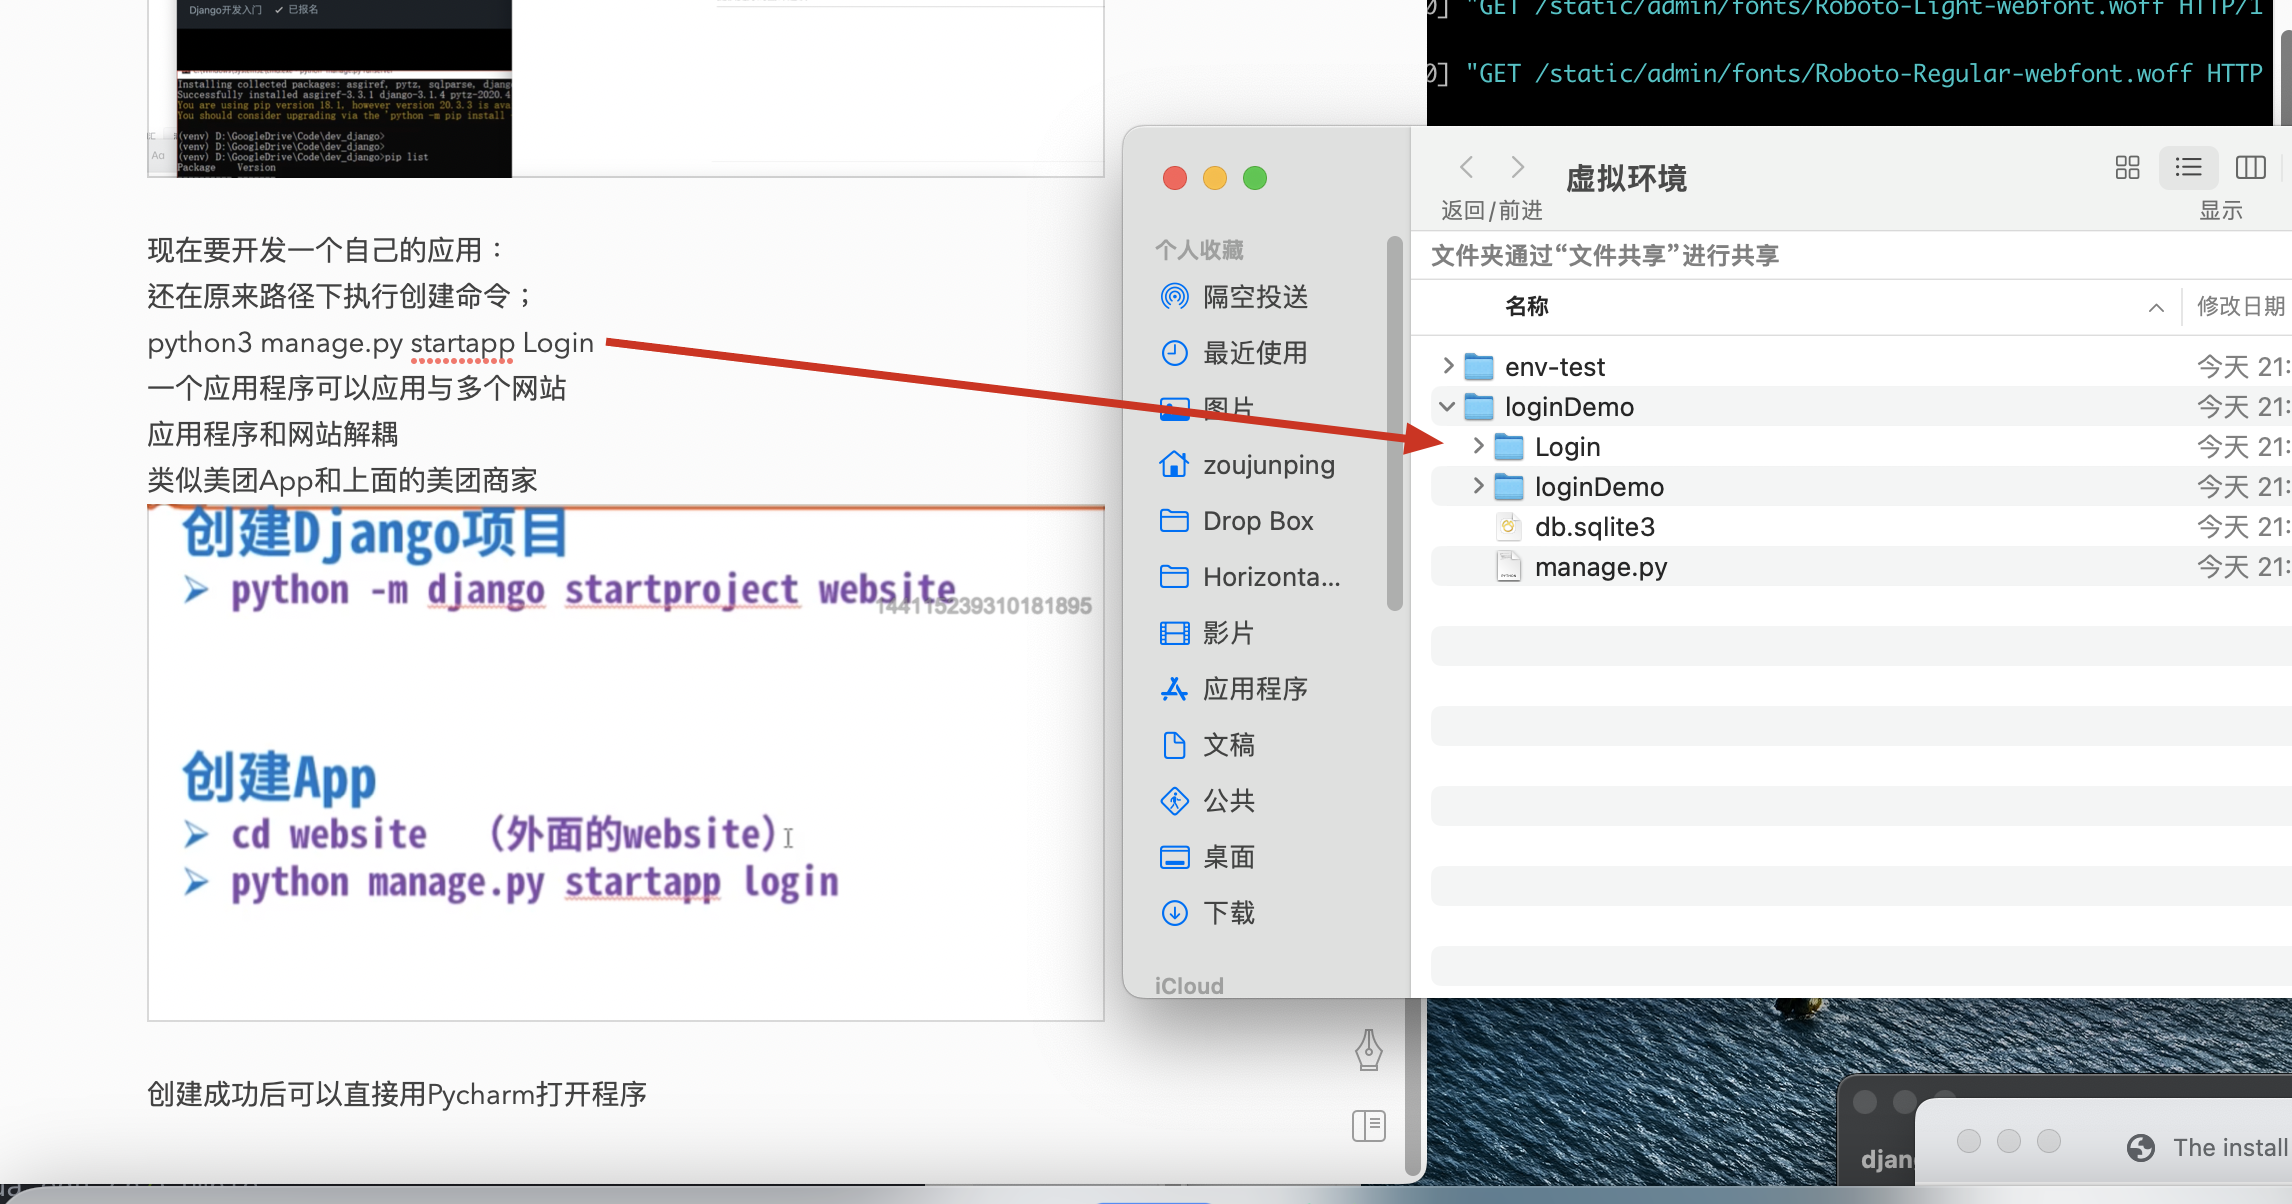 Django开发入门 ✓ 已报名
Installing collected packages: asgiref, pytz, sqlparse, django
Successfully installed asgiref-3.3.1 django-3.1.4 pytz-2020.4
You are using pip version 18.1, however version 20.3.3 is ava
You should consider upgrading via the 'python -m pip install
(venv) D:\GoogleDrive\Code\dev_django>
(venv) D:\GoogleDrive\Code\dev_django>
(venv) D:\GoogleDrive\Code\dev_django>pip list
Package Version
Aa
现在要开发一个自己的应用：
还在原来路径下执行创建命令；
python3 manage.py startapp Login
一个应用程序可以应用与多个网站
应用程序和网站解耦
类似美团App和上面的美团商家
创建Django项目
➢ python -m django startproject website
144115239310181895
创建App
➢ cd website （外面的website）
➢ python manage.py startapp login
创建成功后可以直接用Pycharm打开程序
0] "GET /static/admin/fonts/Roboto-Light-webfont.woff HTTP/1
0] "GET /static/admin/fonts/Roboto-Regular-webfont.woff HTTP
虚拟环境
返回/前进
显示
个人收藏
隔空投送
最近使用
图片
zoujunping
Drop Box
Horizonta...
影片
应用程序
文稿
公共
桌面
下载
iCloud
文件夹通过“文件共享”进行共享
名称 修改日期
env-test 今天 21:
loginDemo 今天 21:
Login 今天 21:
loginDemo 今天 21:
db.sqlite3 今天 21:
manage.py 今天 21:
djan
The install